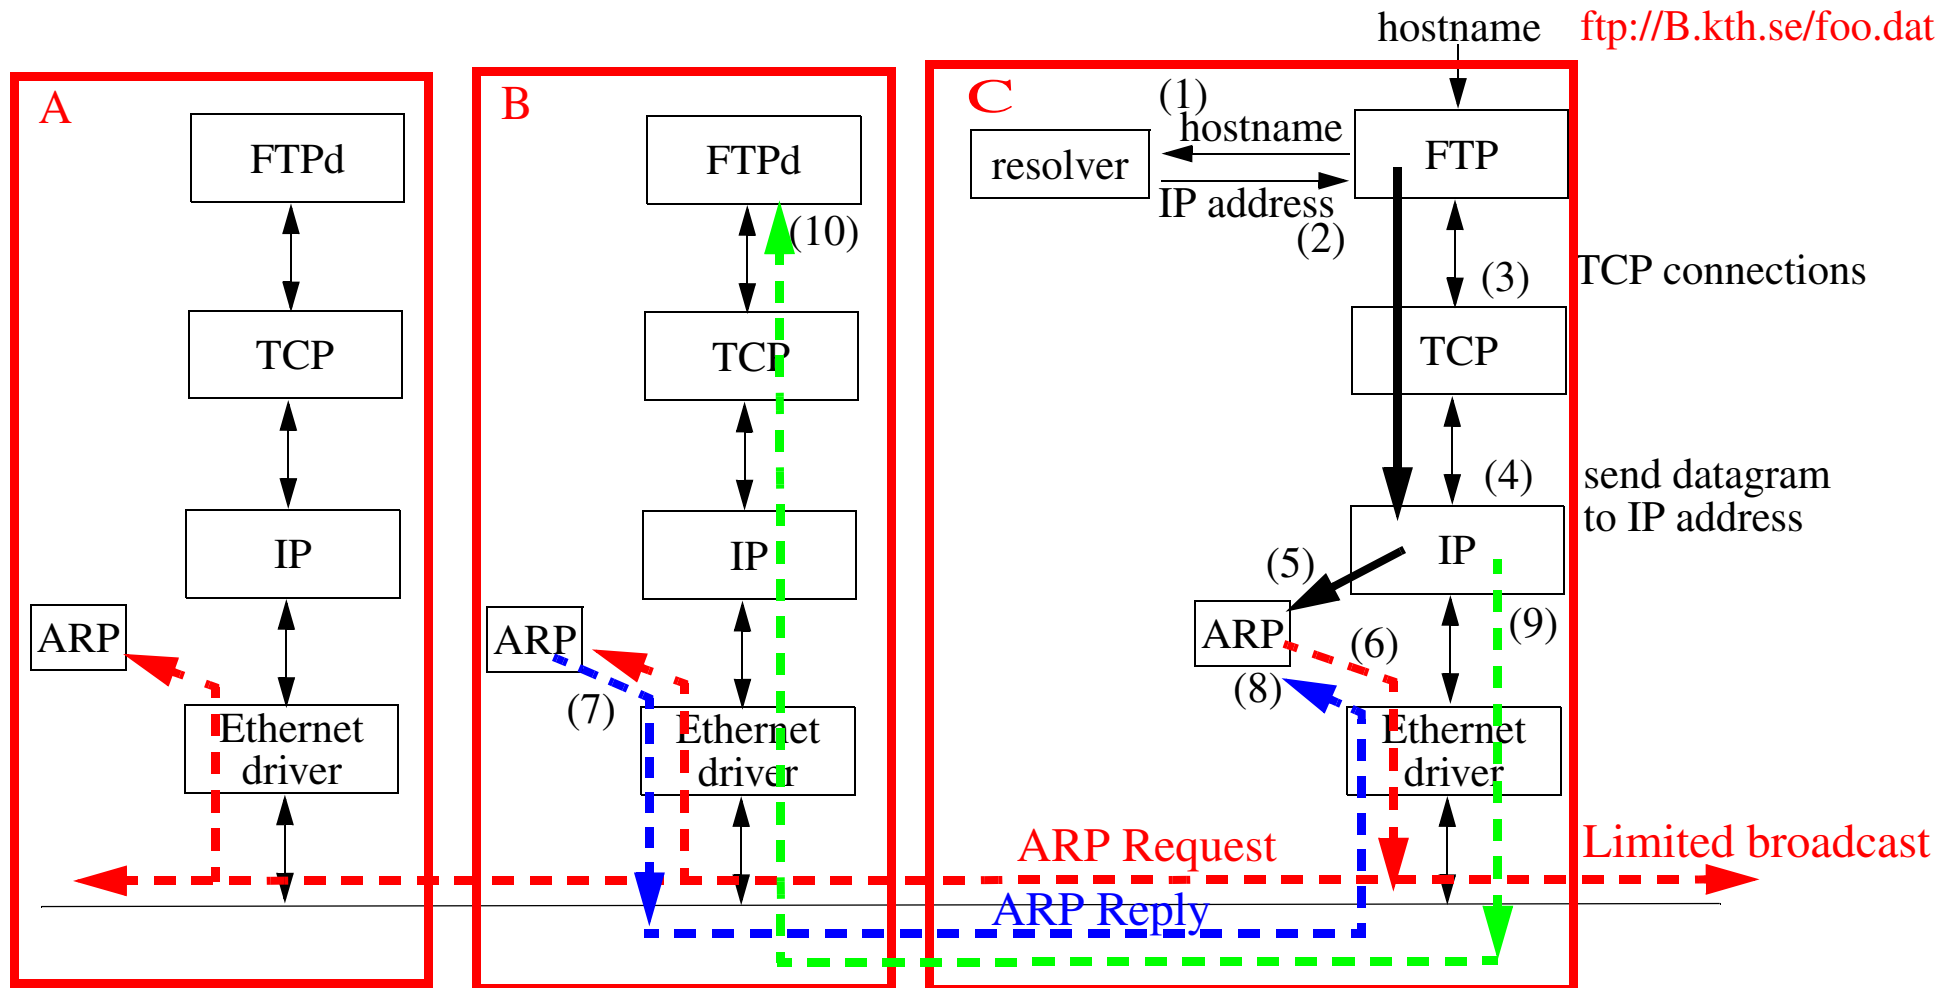 hostname ftp://B.kth.se/foo.dat
A
FTPd
TCP
IP
ARP
Ethernet
driver
B
FTPd
(10)
TCP
IP
ARP
(7)
Ethernet
driver
C
(1)
hostname
resolver
FTP
IP address
(2)
(3)
TCP connections
TCP
(4)
send datagram
to IP address
IP
(5)
ARP
(6)
(9)
(8)
Ethernet
driver
ARP Request
Limited broadcast
ARP Reply